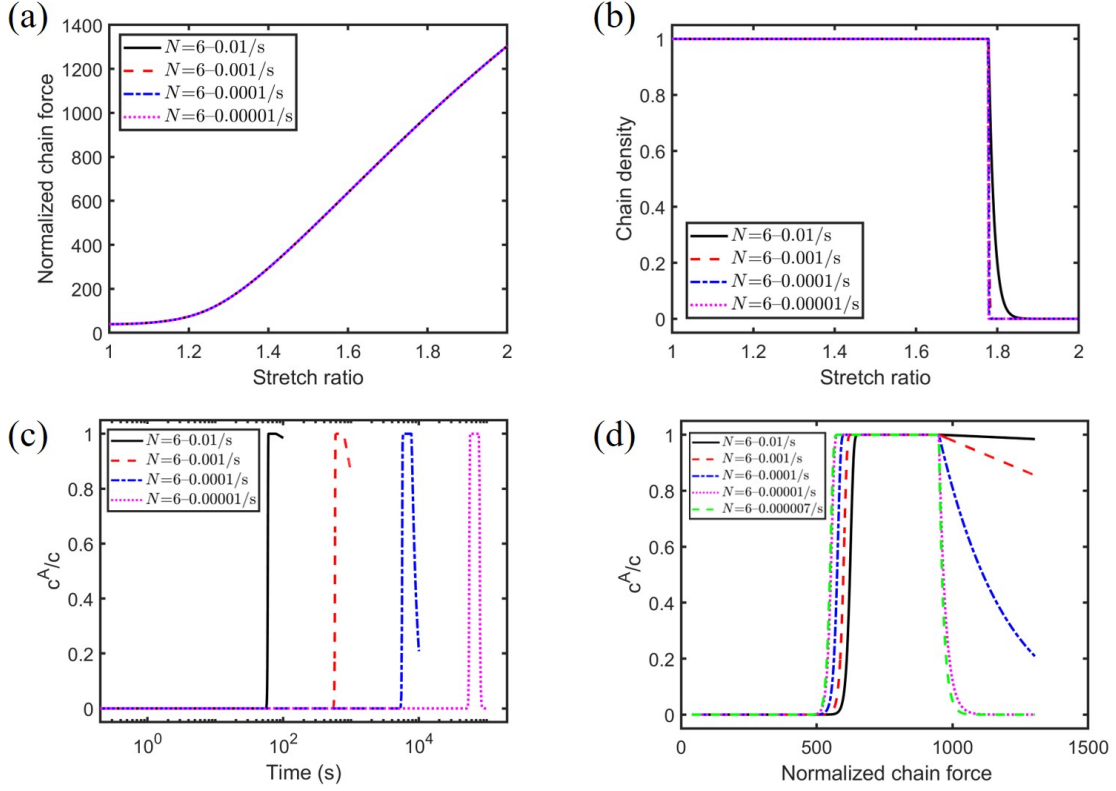 (a)
1400
1200
1000
800
600
400
200
0
Normalized chain force
N=6–0.01/s
N=6–0.001/s
N=6–0.0001/s
N=6–0.00001/s
1 1.2 1.4 1.6 1.8 2
Stretch ratio
(b)
1
0.8
0.6
0.4
0.2
0
Chain density
N=6–0.01/s
N=6–0.001/s
N=6–0.0001/s
N=6–0.00001/s
1 1.2 1.4 1.6 1.8 2
Stretch ratio
(c)
1
0.8
0.6
0.4
0.2
0
c^A/c
N=6–0.01/s
N=6–0.001/s
N=6–0.0001/s
N=6–0.00001/s
10^0 10^2 10^4
Time (s)
(d)
1
0.8
0.6
0.4
0.2
0
c^A/c
N=6–0.01/s
N=6–0.001/s
N=6–0.0001/s
N=6–0.00001/s
N=6–0.000007/s
0 500 1000 1500
Normalized chain force